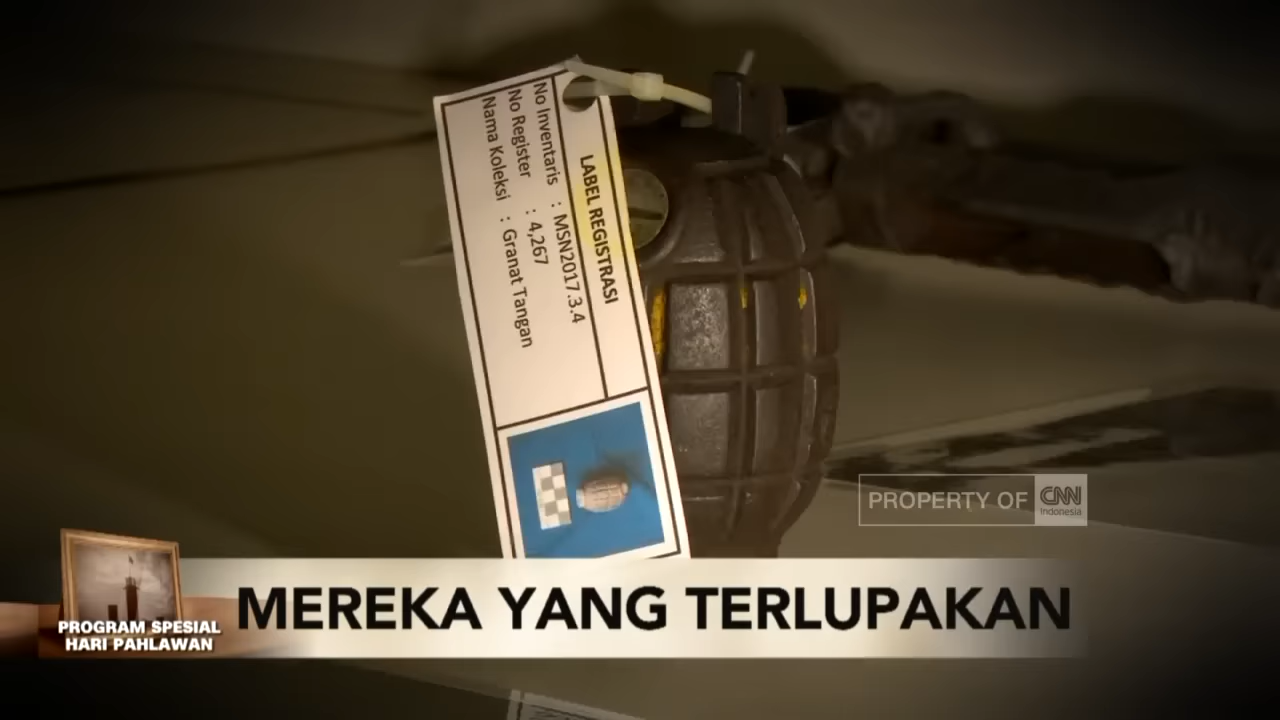 LABEL REGISTRASI
No Inventaris : MSN2017.3.4
No Register : 4,267
Nama Koleksi : Granat Tangan
PROPERTY OF CNN Indonesia
MEREKA YANG TERLUPAKAN
PROGRAM SPESIAL
HARI PAHLAWAN